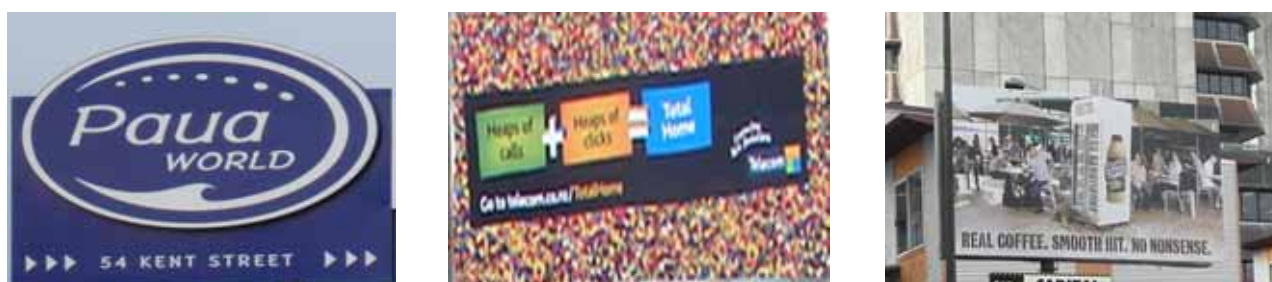 Paua
WORLD
54 KENT STREET
Heaps of
calls
+
Heaps of
clicks
=
Total
Home
Telecom
Go to telecom.co.nz/TotalHome
REAL COFFEE. SMOOTH HIT. NO NONSENSE.
CAPITAL